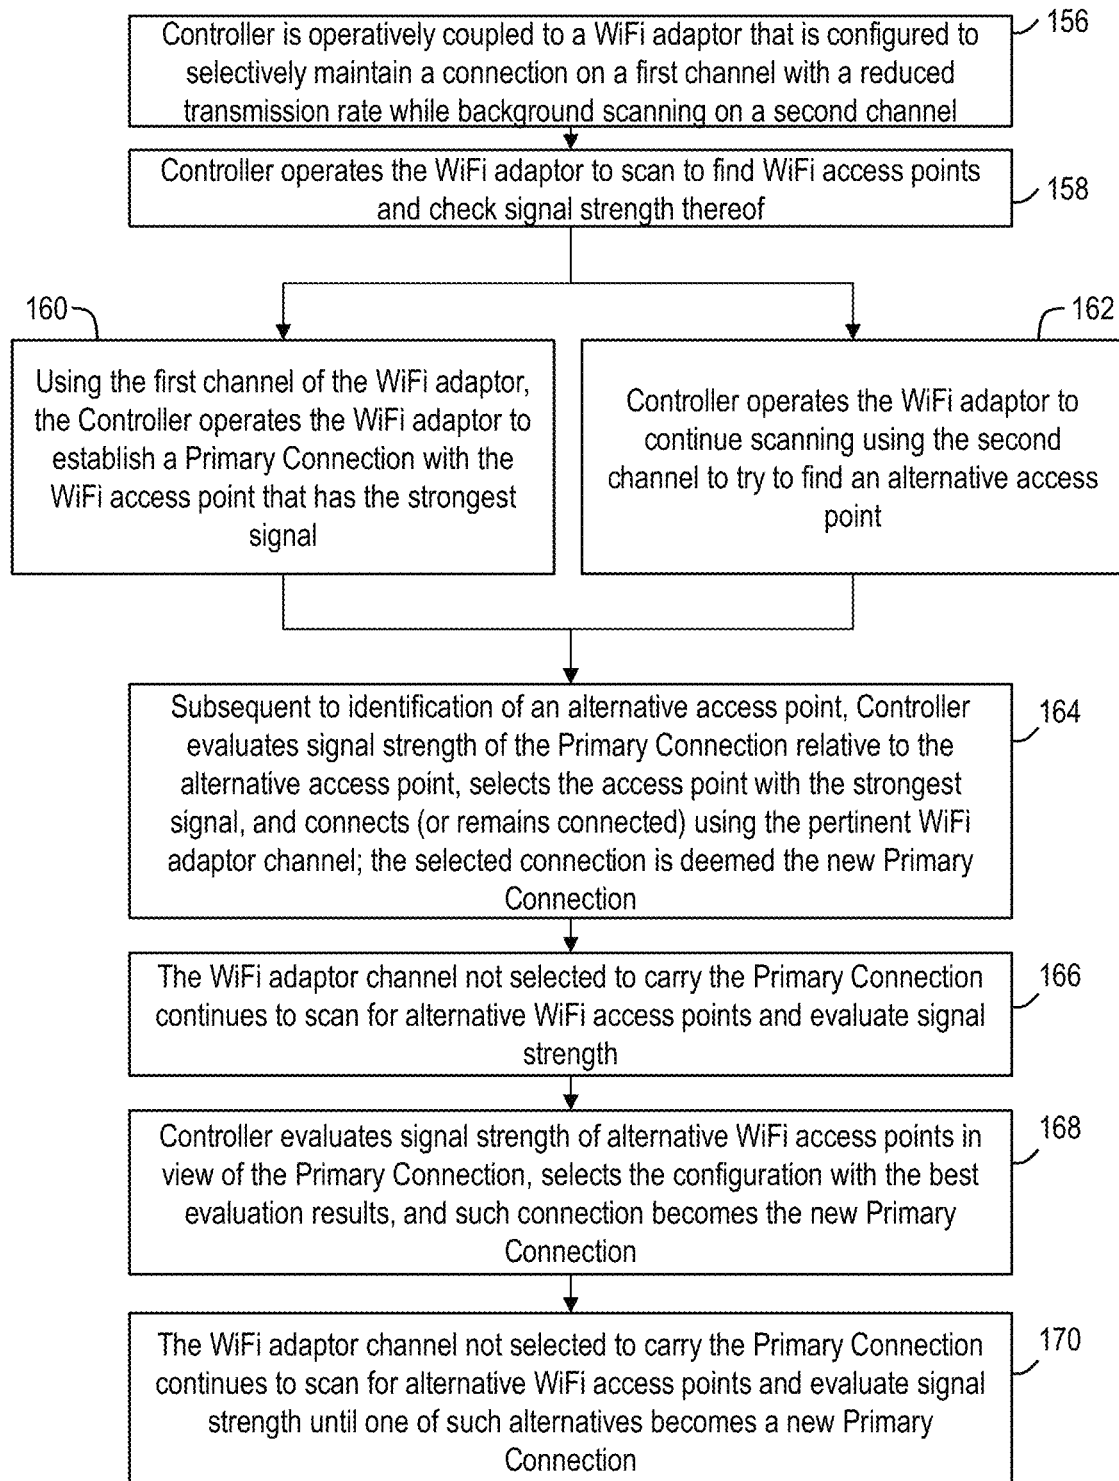 Controller is operatively coupled to a WiFi adaptor that is configured to
selectively maintain a connection on a first channel with a reduced
transmission rate while background scanning on a second channel
156
Controller operates the WiFi adaptor to scan to find WiFi access points
and check signal strength thereof
158
160
Using the first channel of the WiFi adaptor,
the Controller operates the WiFi adaptor to
establish a Primary Connection with the
WiFi access point that has the strongest
signal
162
Controller operates the WiFi adaptor to
continue scanning using the second
channel to try to find an alternative access
point
Subsequent to identification of an alternative access point, Controller
evaluates signal strength of the Primary Connection relative to the
alternative access point, selects the access point with the strongest
signal, and connects (or remains connected) using the pertinent WiFi
adaptor channel; the selected connection is deemed the new Primary
Connection
164
The WiFi adaptor channel not selected to carry the Primary Connection
continues to scan for alternative WiFi access points and evaluate signal
strength
166
Controller evaluates signal strength of alternative WiFi access points in
view of the Primary Connection, selects the configuration with the best
evaluation results, and such connection becomes the new Primary
Connection
168
The WiFi adaptor channel not selected to carry the Primary Connection
continues to scan for alternative WiFi access points and evaluate signal
strength until one of such alternatives becomes a new Primary
Connection
170